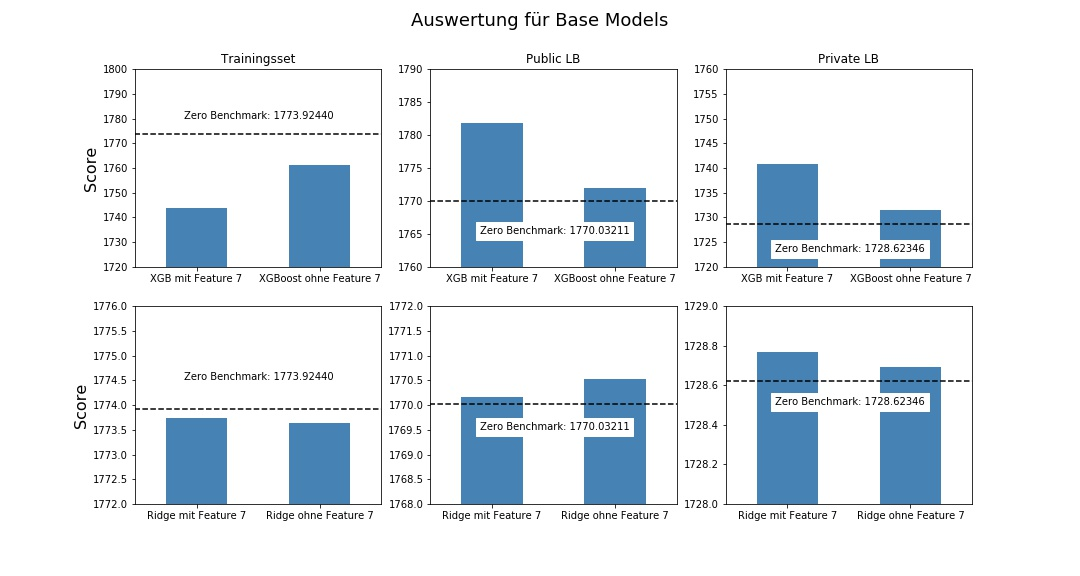 Auswertung für Base Models
Trainingsset
Public LB
Private LB
Score
1800
1790
1780
1770
1760
1750
1740
1730
1720
Zero Benchmark: 1773.92440
XGB mit Feature 7
XGBoost ohne Feature 7
1790
1785
1780
1775
1770
1765
1760
Zero Benchmark: 1770.03211
XGB mit Feature 7
XGBoost ohne Feature 7
1760
1755
1750
1745
1740
1735
1730
1725
1720
Zero Benchmark: 1728.62346
XGB mit Feature 7
XGBoost ohne Feature 7
Score
1776.0
1775.5
1775.0
1774.5
1774.0
1773.5
1773.0
1772.5
1772.0
Zero Benchmark: 1773.92440
Ridge mit Feature 7
Ridge ohne Feature 7
1772.0
1771.5
1771.0
1770.5
1770.0
1769.5
1769.0
1768.5
1768.0
Zero Benchmark: 1770.03211
Ridge mit Feature 7
Ridge ohne Feature 7
1729.0
1728.8
1728.6
1728.4
1728.2
1728.0
Zero Benchmark: 1728.62346
Ridge mit Feature 7
Ridge ohne Feature 7